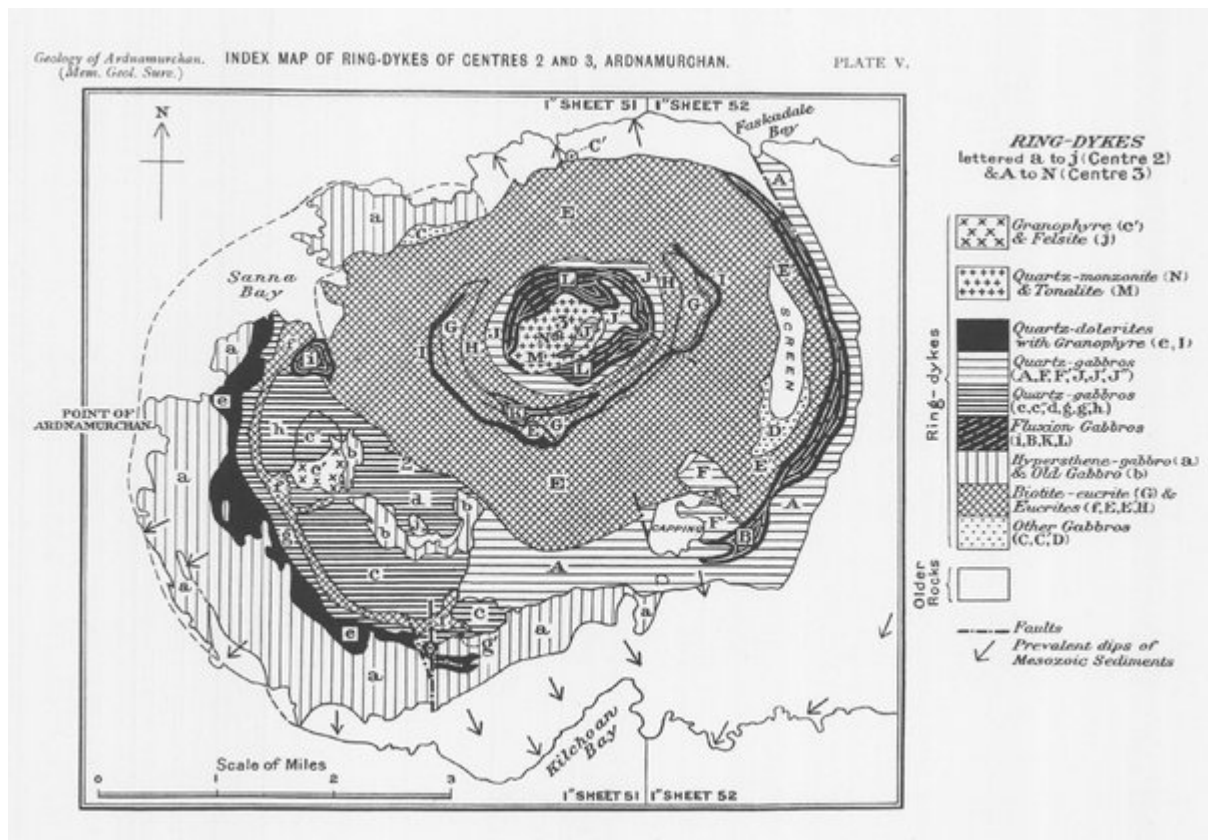 Geology of Ardnamurchan.
(Mem. Geol. Surv.)
INDEX MAP OF RING-DYKES OF CENTRES 2 AND 3, ARDNAMURCHAN.
PLATE V.
1" SHEET 51
1" SHEET 52
N
Faskadale
Bay
C'
A
a
E
C
Sanna
Bay
E
L
J
H
I
G
SCREEN
a
f
i
G
I
H
J
3
N
J'
M
L
POINT OF
ARDNAMURCHAN
e
h
c'
e'
b
2
K
E'
G
D
E
f
a
d
b
b
E
F
A
g
CAPPING
F'
B
c
A
a
e
c
g'
a
a
a
Kilchoan
Bay
Scale of Miles
0 1 2 3
1" SHEET 51
1" SHEET 52
RING-DYKES
lettered a to j (Centre 2)
& A to N (Centre 3)
Ring-dykes
Granophyre (c')
& Felsite (j)
Quartz-monzonite (N)
& Tonalite (M)
Quartz-dolerites
with Granophyre (e, I)
Quartz-gabbros
(A, F, F', J, J', J'')
Quartz-gabbros
(c, c', d, g, g', h)
Fluxion Gabbros
(i, B, K, L)
Hypersthene-gabbro (a)
& Old Gabbro (b)
Biotite-eucrite (G) &
Eucrites (f, E, E', H)
Other Gabbros
(C, C', D)
Older
Rocks
Faults
Prevalent dips of
Mesozoic Sediments